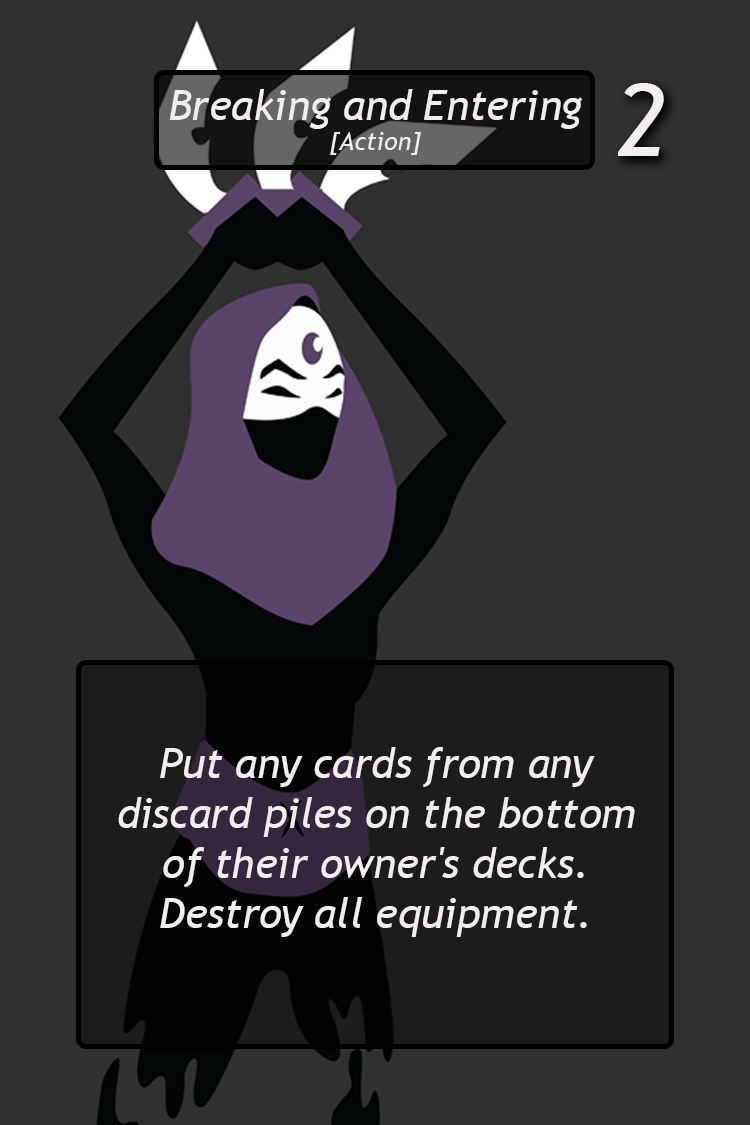 Breaking and Entering
2
[Action]
Put any cards from any
discard piles on the bottom
of their owner's decks.
Destroy all equipment.